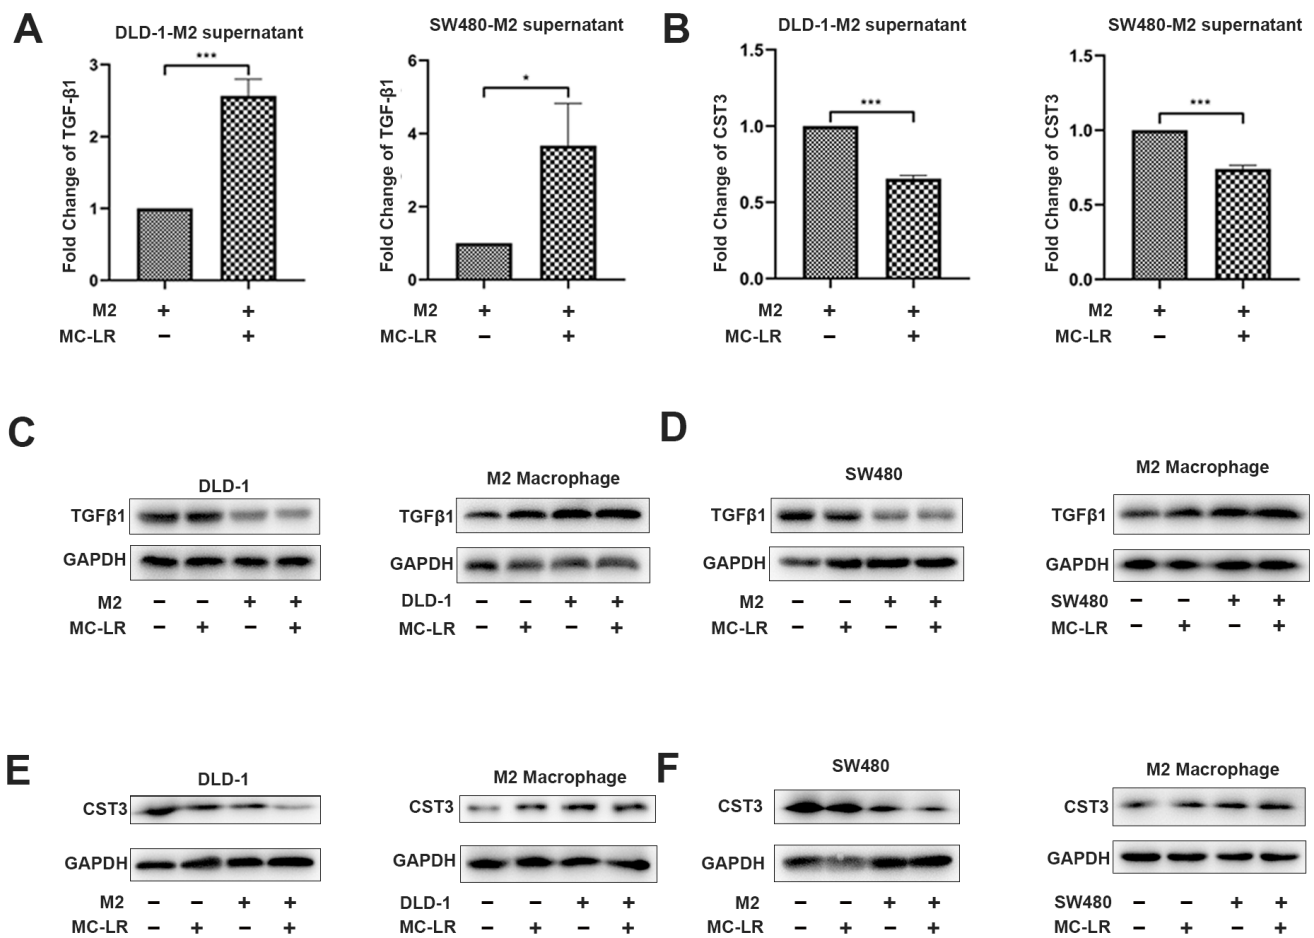 A
DLD-1-M2 supernatant
Fold Change of TGF-β1
3
2
1
0
***
M2 + +
MC-LR − +
SW480-M2 supernatant
Fold Change of TGF-β1
6
4
2
0
*
M2 + +
MC-LR − +
B
DLD-1-M2 supernatant
Fold Change of CST3
1.5
1.0
0.5
0.0
***
M2 + +
MC-LR − +
SW480-M2 supernatant
Fold Change of CST3
1.5
1.0
0.5
0.0
***
M2 + +
MC-LR − +
C
DLD-1
TGFβ1
GAPDH
M2 − − + +
MC-LR − + − +
M2 Macrophage
TGFβ1
GAPDH
DLD-1 − − + +
MC-LR − + − +
D
SW480
TGFβ1
GAPDH
M2 − − + +
MC-LR − + − +
M2 Macrophage
TGFβ1
GAPDH
SW480 − − + +
MC-LR − + − +
E
DLD-1
CST3
GAPDH
M2 − − + +
MC-LR − + − +
M2 Macrophage
CST3
GAPDH
DLD-1 − − + +
MC-LR − + − +
F
SW480
CST3
GAPDH
M2 − − + +
MC-LR − + − +
M2 Macrophage
CST3
GAPDH
SW480 − − + +
MC-LR − + − +